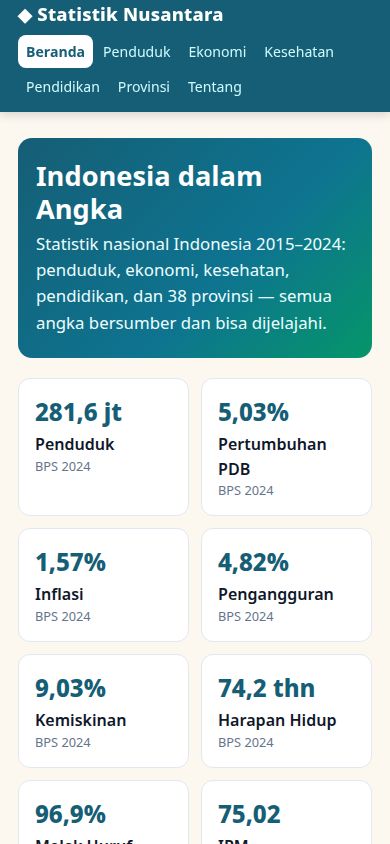 ◆ Statistik Nusantara
Beranda Penduduk Ekonomi Kesehatan
Pendidikan Provinsi Tentang
Indonesia dalam
Angka
Statistik nasional Indonesia 2015–2024:
penduduk, ekonomi, kesehatan,
pendidikan, dan 38 provinsi — semua
angka bersumber dan bisa dijelajahi.
281,6 jt
Penduduk
BPS 2024
5,03%
Pertumbuhan
PDB
BPS 2024
1,57%
Inflasi
BPS 2024
4,82%
Pengangguran
BPS 2024
9,03%
Kemiskinan
BPS 2024
74,2 thn
Harapan Hidup
BPS 2024
96,9%
Melek Huruf
75,02
IPM